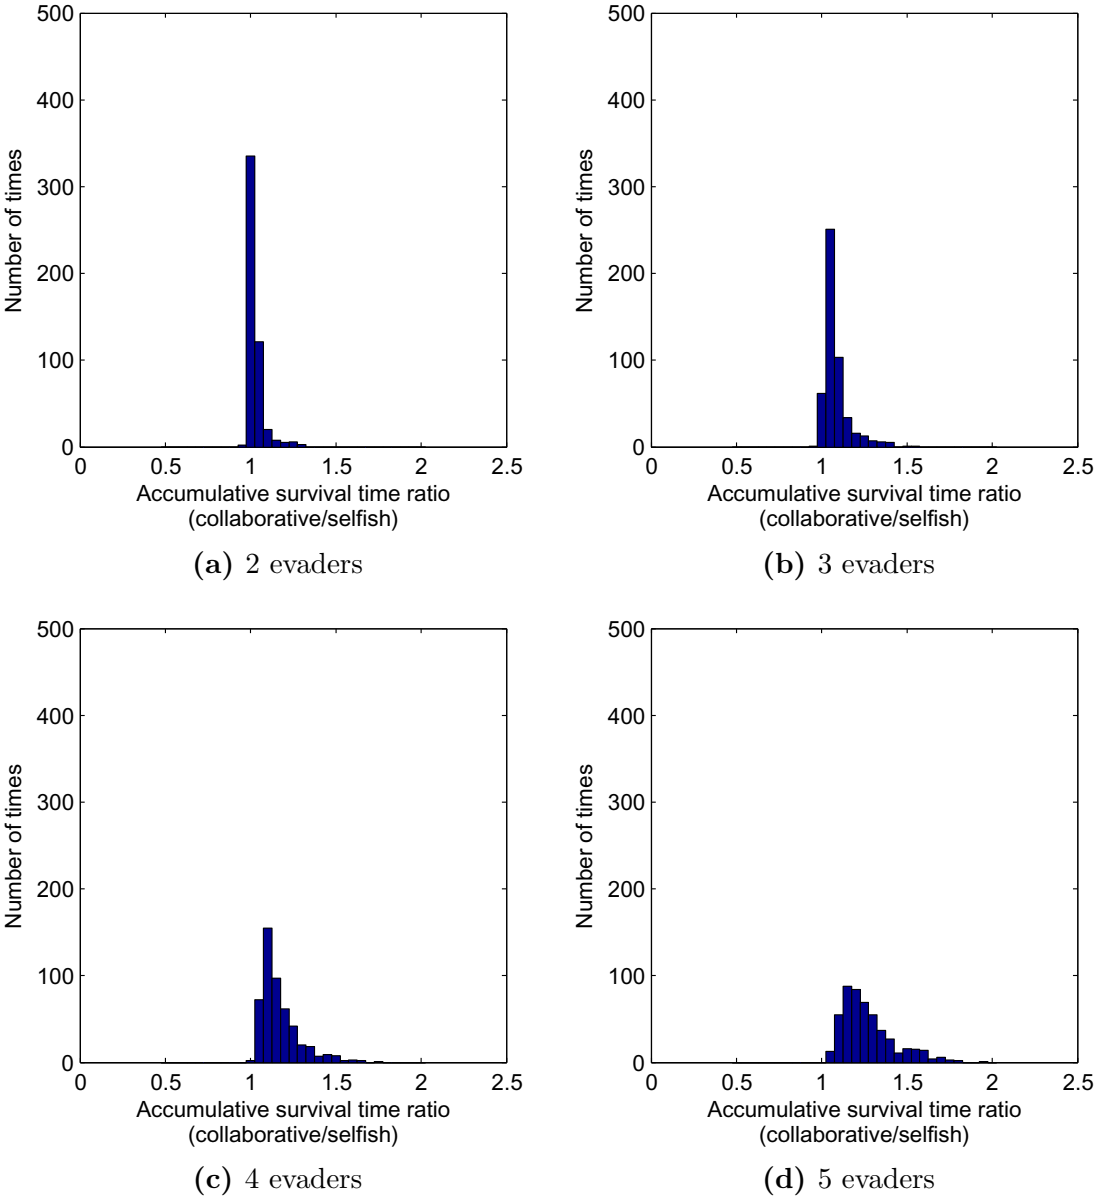 500
400
300
200
100
0
Number of times
0 0.5 1 1.5 2 2.5
Accumulative survival time ratio
(collaborative/selfish)
(a) 2 evaders
500
400
300
200
100
0
Number of times
0 0.5 1 1.5 2 2.5
Accumulative survival time ratio
(collaborative/selfish)
(b) 3 evaders
500
400
300
200
100
0
Number of times
0 0.5 1 1.5 2 2.5
Accumulative survival time ratio
(collaborative/selfish)
(c) 4 evaders
500
400
300
200
100
0
Number of times
0 0.5 1 1.5 2 2.5
Accumulative survival time ratio
(collaborative/selfish)
(d) 5 evaders